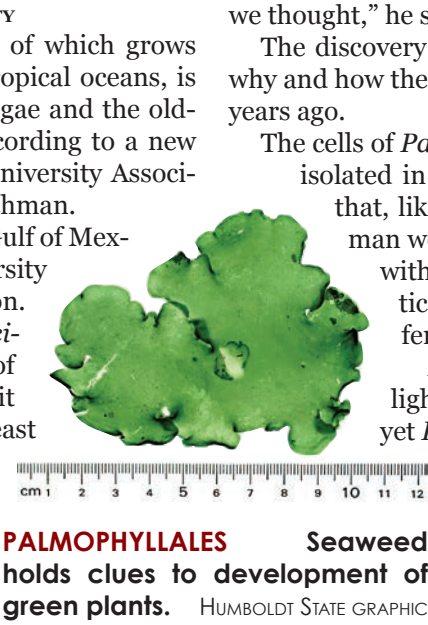 TY
of which grows
ropical oceans, is
gae and the old-
cording to a new
niversity Associ-
hman.
ulf of Mex-
rsity
on.
ci-
of
it
east
we thought,” he s
The discovery
why and how the
years ago.
The cells of Pa
isolated in
that, lik
man we
with
tic
fer
ligh
yet
cm 1 2 3 4 5 6 7 8 9 10 11 12
PALMOPHYLLALES Seaweed
holds clues to development of
green plants. HUMBOLDT STATE GRAPHIC